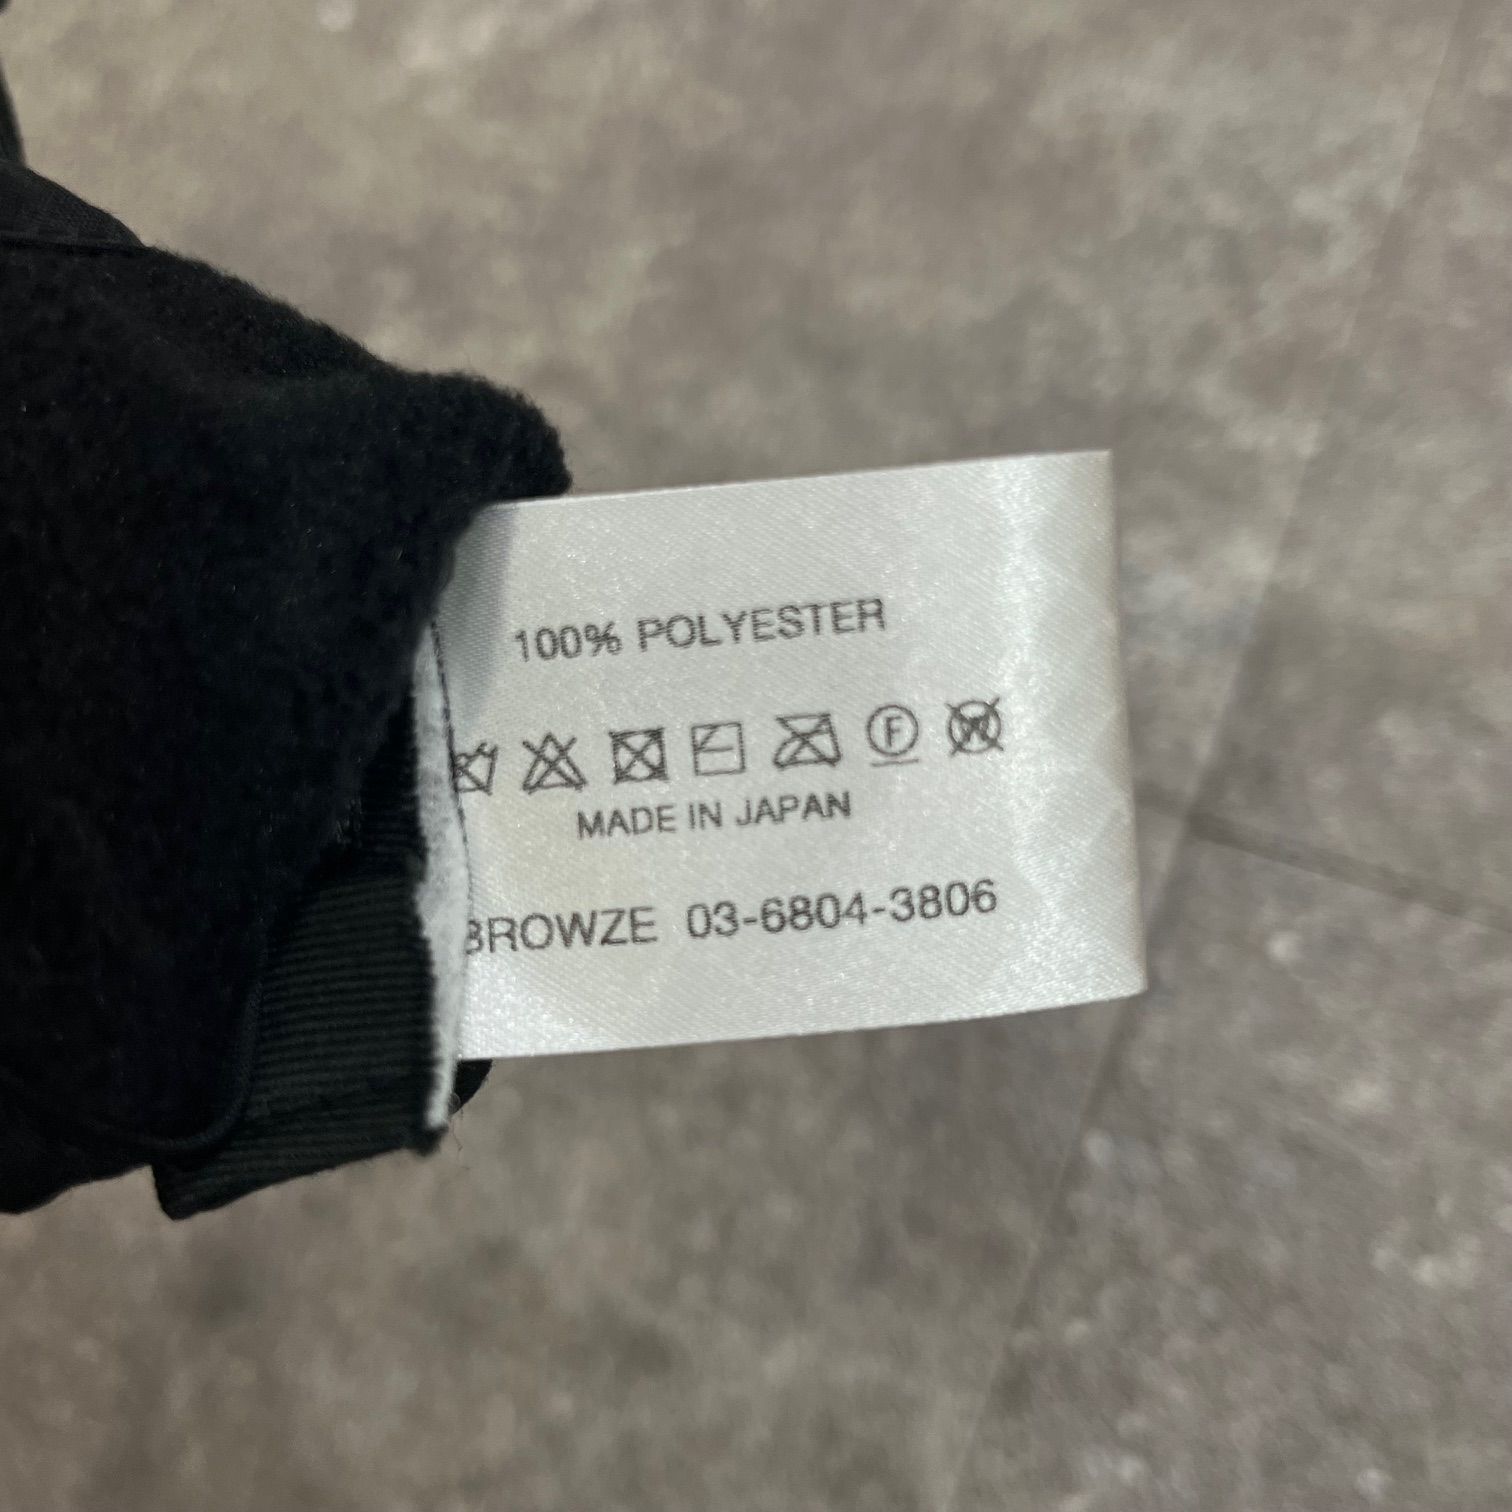 100% POLYESTER
F W
MADE IN JAPAN
BROWZE 03-6804-3806